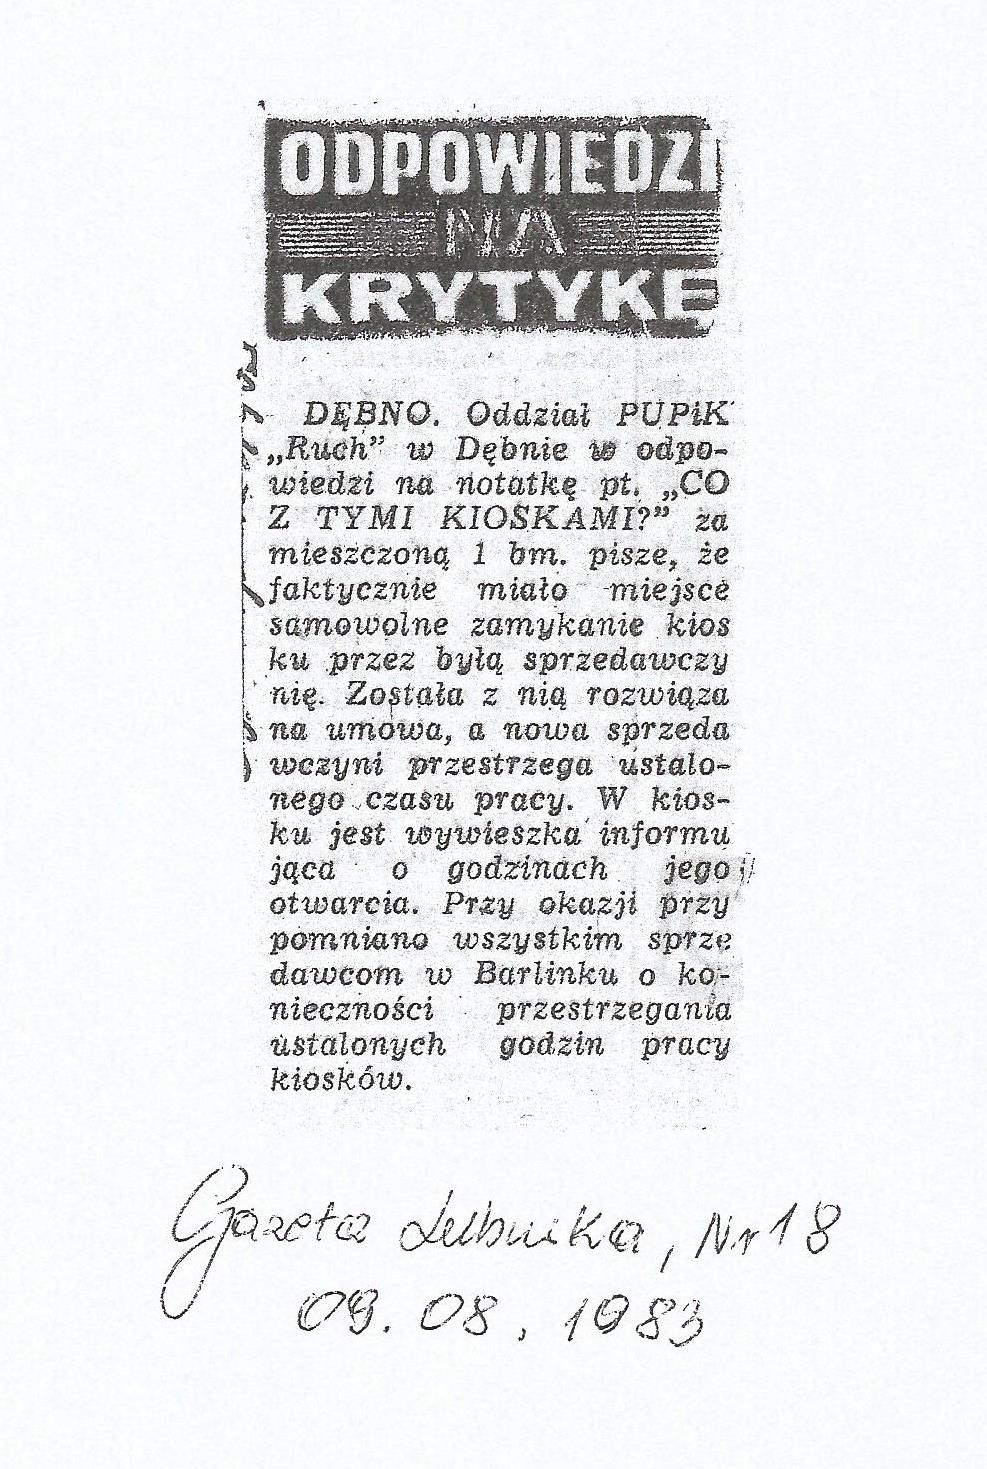 ODPOWIEDZI
NA
KRYTYKĘ
DĘBNO. Oddział PUPiK
„Ruch” w Dębnie w odpo-
wiedzi na notatkę pt. „CO
Z TYMI KIOSKAMI?” za
mieszczoną 1 bm. pisze, że
faktycznie miało miejsce
samowolne zamykanie kios
ku przez byłą sprzedawczy
nię. Została z nią rozwiąza
na umowa, a nowa sprzeda
wczyni przestrzega ustalo-
nego czasu pracy. W kios-
ku jest wywieszka informu
jąca o godzinach jego
otwarcia. Przy okazji przy
pomniano wszystkim sprze
dawcom w Barlinku o ko-
nieczności przestrzegania
ustalonych godzin pracy
kiosków.
Gazeta Lubuska, Nr 18
09.08.1983